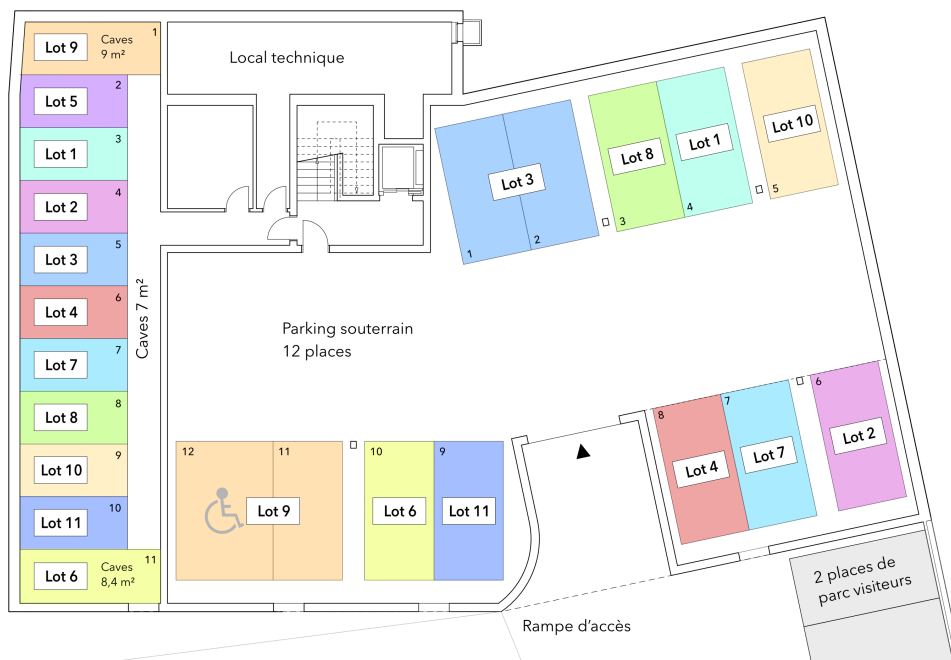 Lot 9
Caves
9 m²
1
Lot 5
2
Lot 1
3
Lot 2
4
Lot 3
5
Lot 4
6
Lot 7
7
Lot 8
8
Lot 10
9
Lot 11
10
Lot 6
Caves
8,4 m²
11
Caves 7 m²
Local technique
Lot 3
1
2
Lot 8
3
Lot 1
4
Lot 10
5
Parking souterrain
12 places
12
11
Lot 9
10
Lot 6
9
Lot 11
8
Lot 4
7
Lot 7
6
Lot 2
2 places de
parc visiteurs
Rampe d'accès